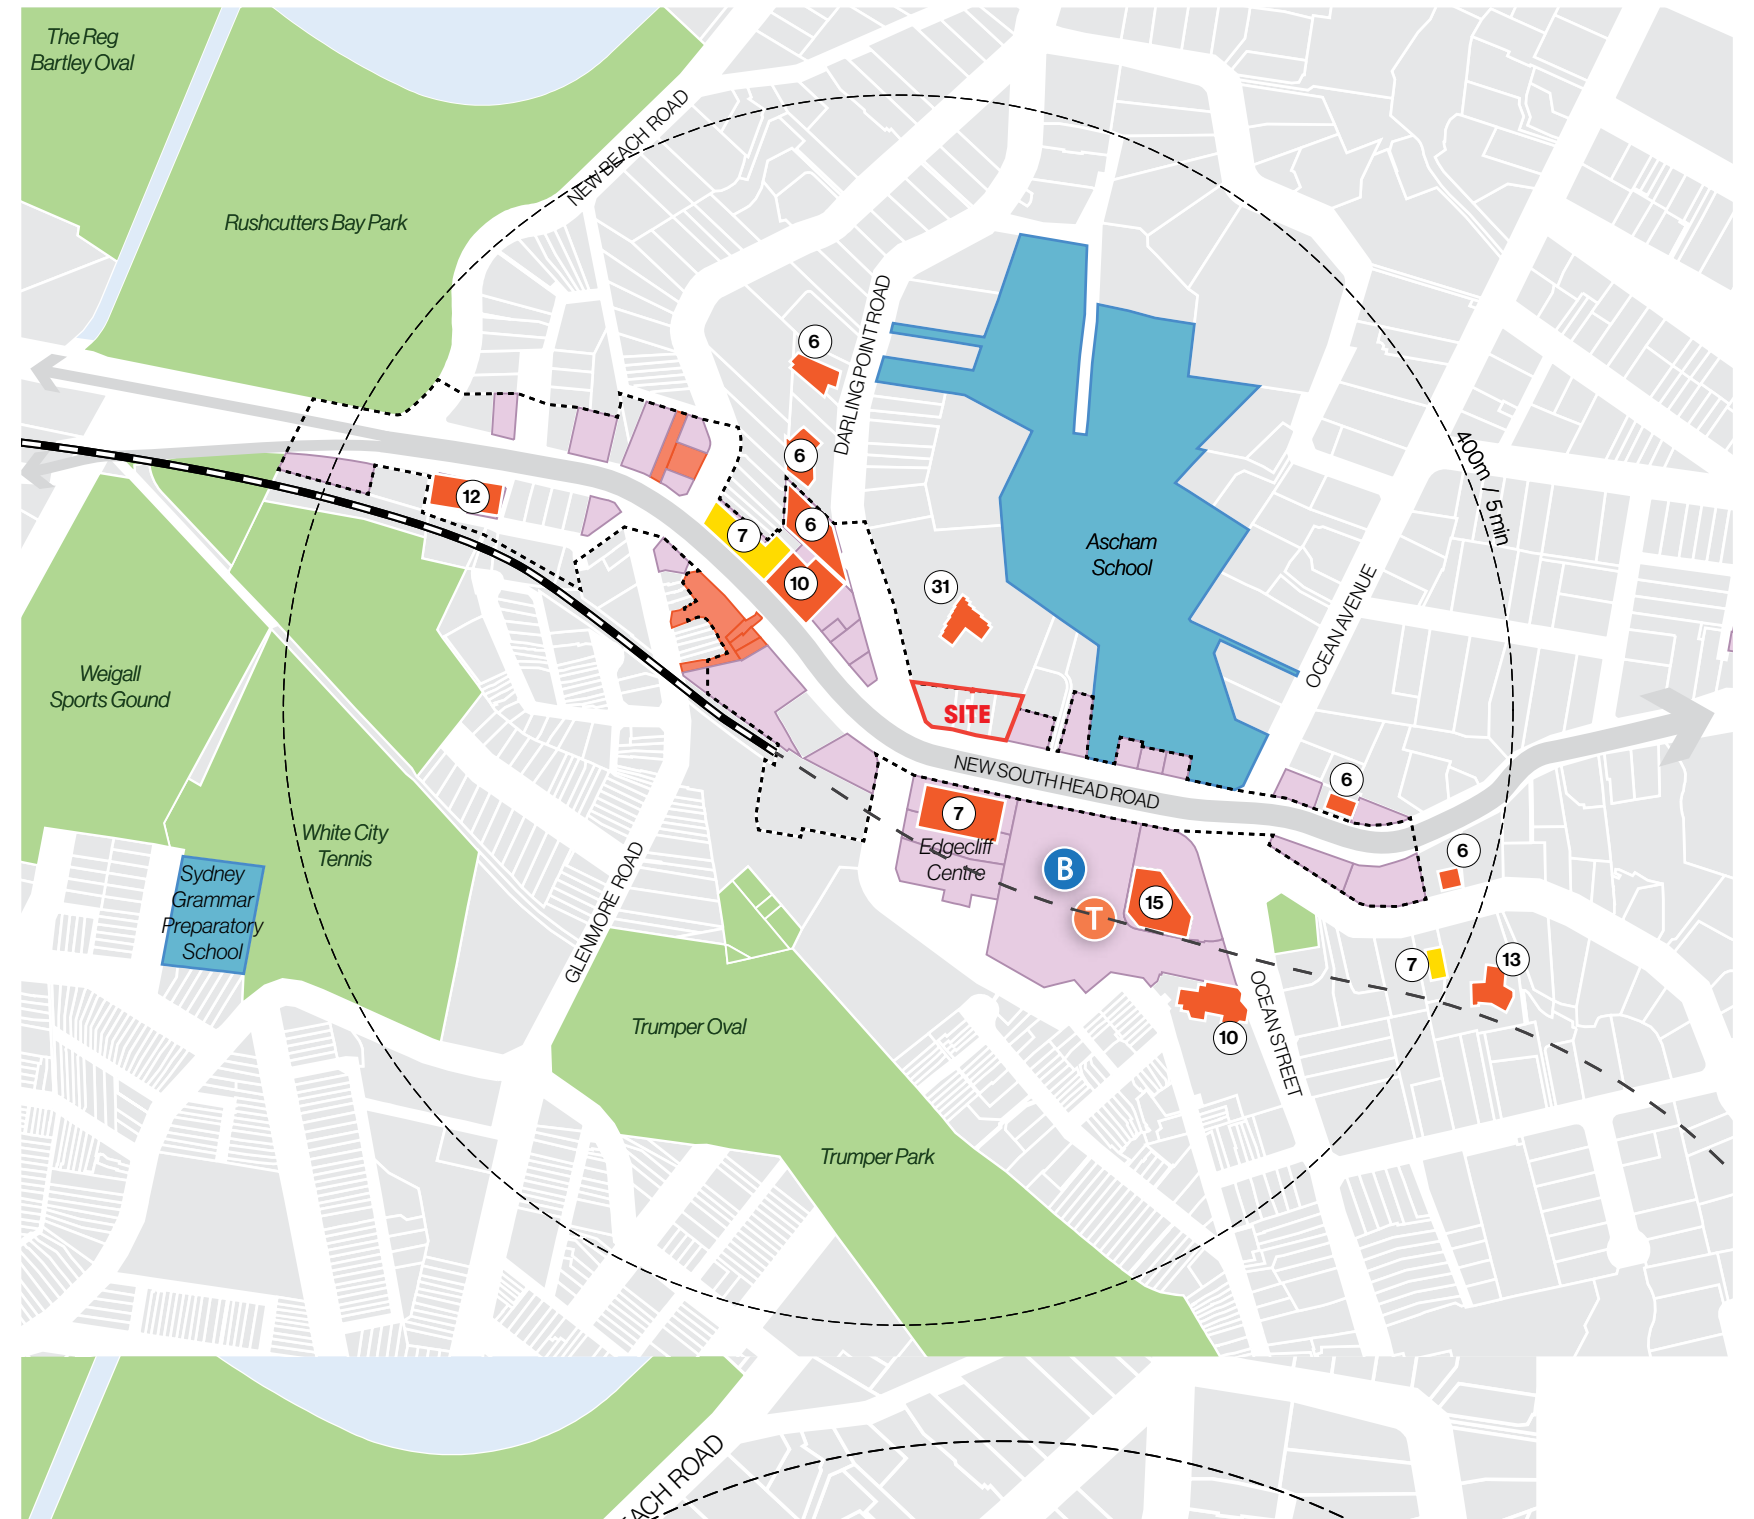 The Reg
Bartley Oval
NEW BEACH ROAD
Rushcutters Bay Park
DARLING POINT ROAD
6
400m / 5 min
6
12
6
7
10
Ascham
School
31
OCEAN AVENUE
Weigall
Sports Gound
SITE
NEW SOUTH HEAD ROAD
6
7
White City
Tennis
Edgecliff
Centre
6
B
Sydney
Grammar
Preparatory
School
GLENMORE ROAD
15
T
7
13
OCEAN STREET
Trumper Oval
10
Trumper Park
EACH ROAD